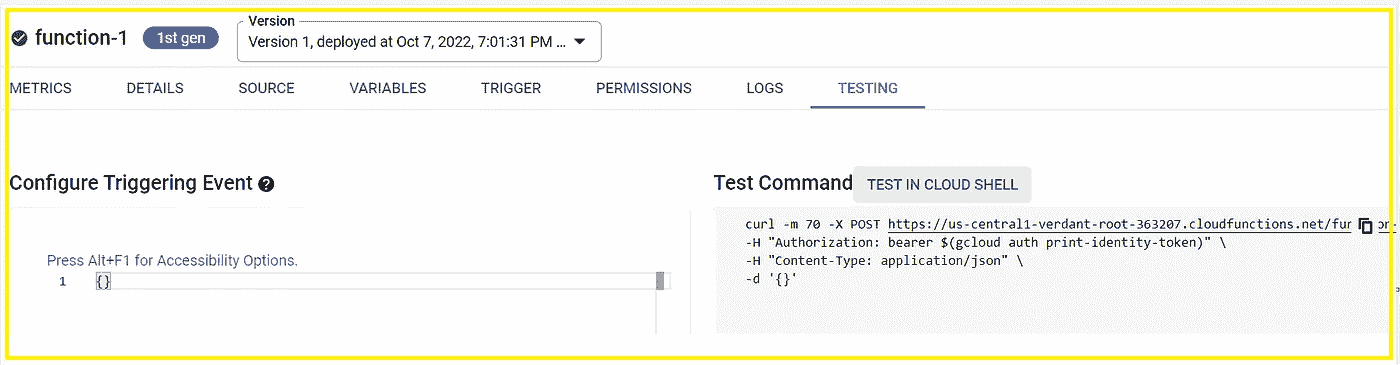 function-1
1st gen
Version
Version 1, deployed at Oct 7, 2022, 7:01:31 PM ...
METRICS
DETAILS
SOURCE
VARIABLES
TRIGGER
PERMISSIONS
LOGS
TESTING
Configure Triggering Event
Press Alt+F1 for Accessibility Options.
1 {}
Test Command
TEST IN CLOUD SHELL
curl -m 70 -X POST https://us-central1-verdant-root-363207.cloudfunctions.net/fun on-
-H "Authorization: bearer $(gcloud auth print-identity-token)" \
-H "Content-Type: application/json" \
-d '{}'